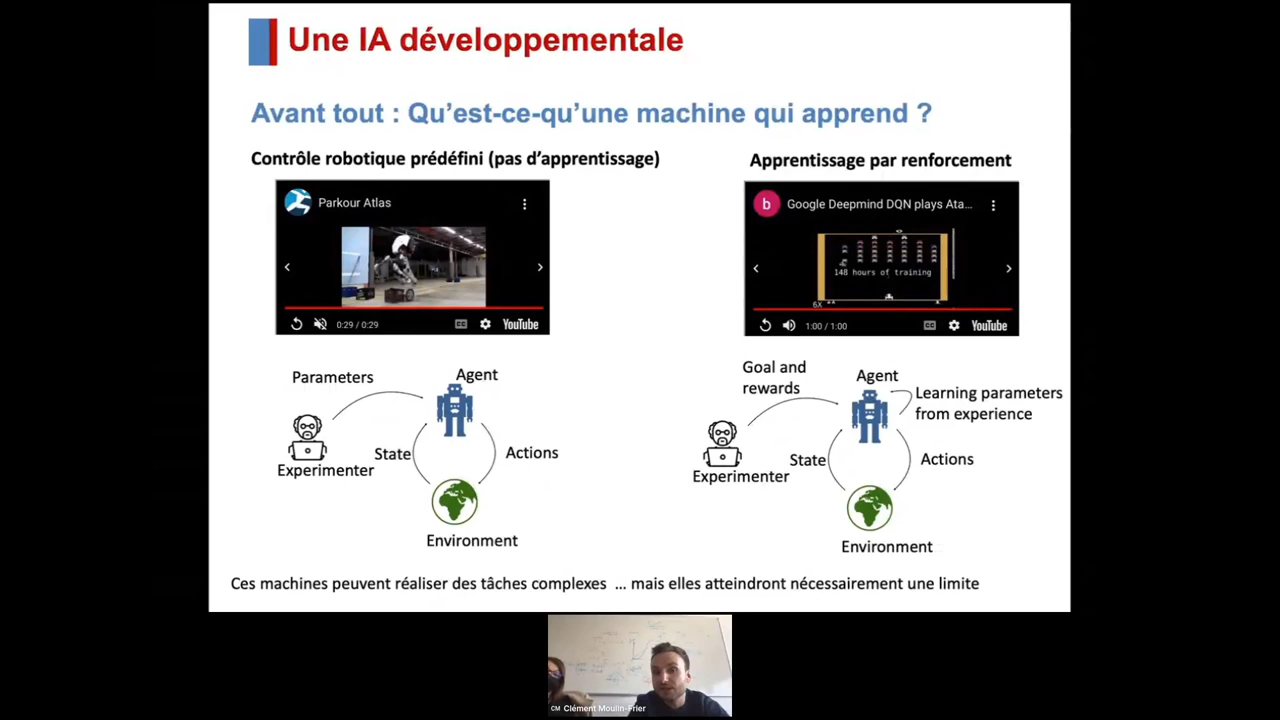 Une IA développementale
Avant tout : Qu’est-ce-qu’une machine qui apprend ?
Contrôle robotique prédéfini (pas d’apprentissage)
Apprentissage par renforcement
Parkour Atlas
0:29 / 0:29
CC
YouTube
b
Google Deepmind DQN plays Ata...
148 hours of training
6X
1:00 / 1:00
CC
YouTube
Parameters
Agent
State
Actions
Experimenter
Environment
Goal and
rewards
Agent
Learning parameters
from experience
State
Actions
Experimenter
Environment
Ces machines peuvent réaliser des tâches complexes ... mais elles atteindront nécessairement une limite
CM Clément Moulin-Frier